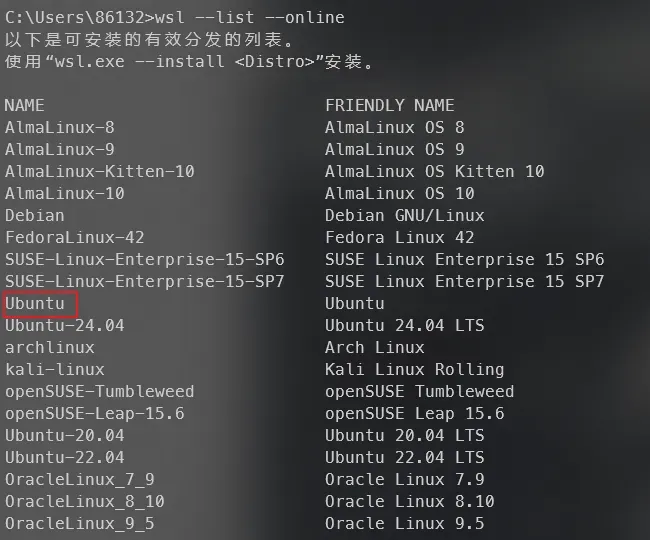 C:\Users\86132>wsl --list --online
以下是可安装的有效分发的列表。
使用“wsl.exe --install <Distro>”安装。
NAME FRIENDLY NAME
AlmaLinux-8 AlmaLinux OS 8
AlmaLinux-9 AlmaLinux OS 9
AlmaLinux-Kitten-10 AlmaLinux OS Kitten 10
AlmaLinux-10 AlmaLinux OS 10
Debian Debian GNU/Linux
FedoraLinux-42 Fedora Linux 42
SUSE-Linux-Enterprise-15-SP6 SUSE Linux Enterprise 15 SP6
SUSE-Linux-Enterprise-15-SP7 SUSE Linux Enterprise 15 SP7
Ubuntu Ubuntu
Ubuntu-24.04 Ubuntu 24.04 LTS
archlinux Arch Linux
kali-linux Kali Linux Rolling
openSUSE-Tumbleweed openSUSE Tumbleweed
openSUSE-Leap-15.6 openSUSE Leap 15.6
Ubuntu-20.04 Ubuntu 20.04 LTS
Ubuntu-22.04 Ubuntu 22.04 LTS
OracleLinux_7_9 Oracle Linux 7.9
OracleLinux_8_10 Oracle Linux 8.10
OracleLinux_9_5 Oracle Linux 9.5